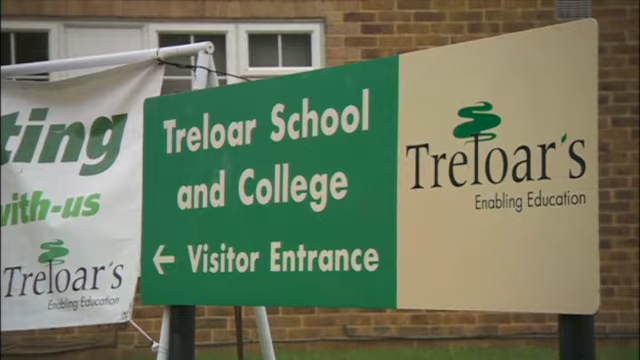 ting
with-us
Treloar's
Enabling Education
Treloar School
and College
← Visitor Entrance
Treloar's
Enabling Education